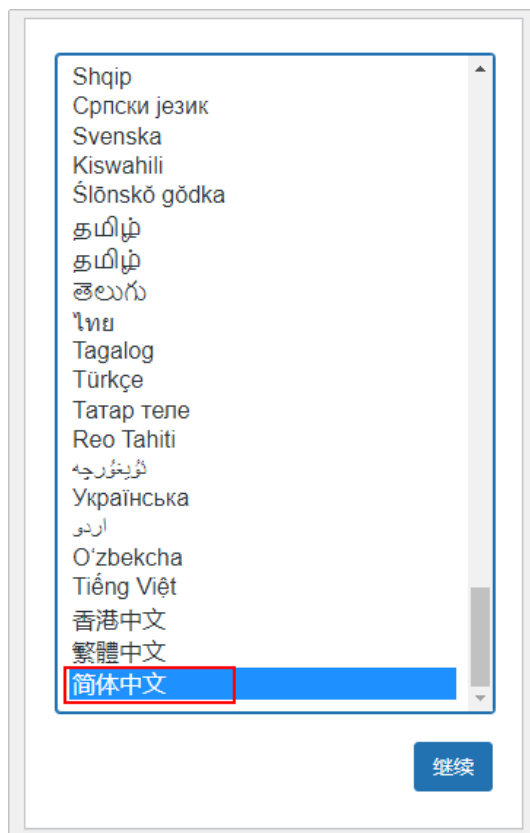 Shqip
Српски језик
Svenska
Kiswahili
Ślōnskŏ gŏdka
தமிழ்
தமிழ்
తెలుగు
ไทย
Tagalog
Türkçe
Татар теле
Reo Tahiti
ئۇيغۇرچە
Українська
اردو
O‘zbekcha
Tiếng Việt
香港中文
繁體中文
简体中文
继续